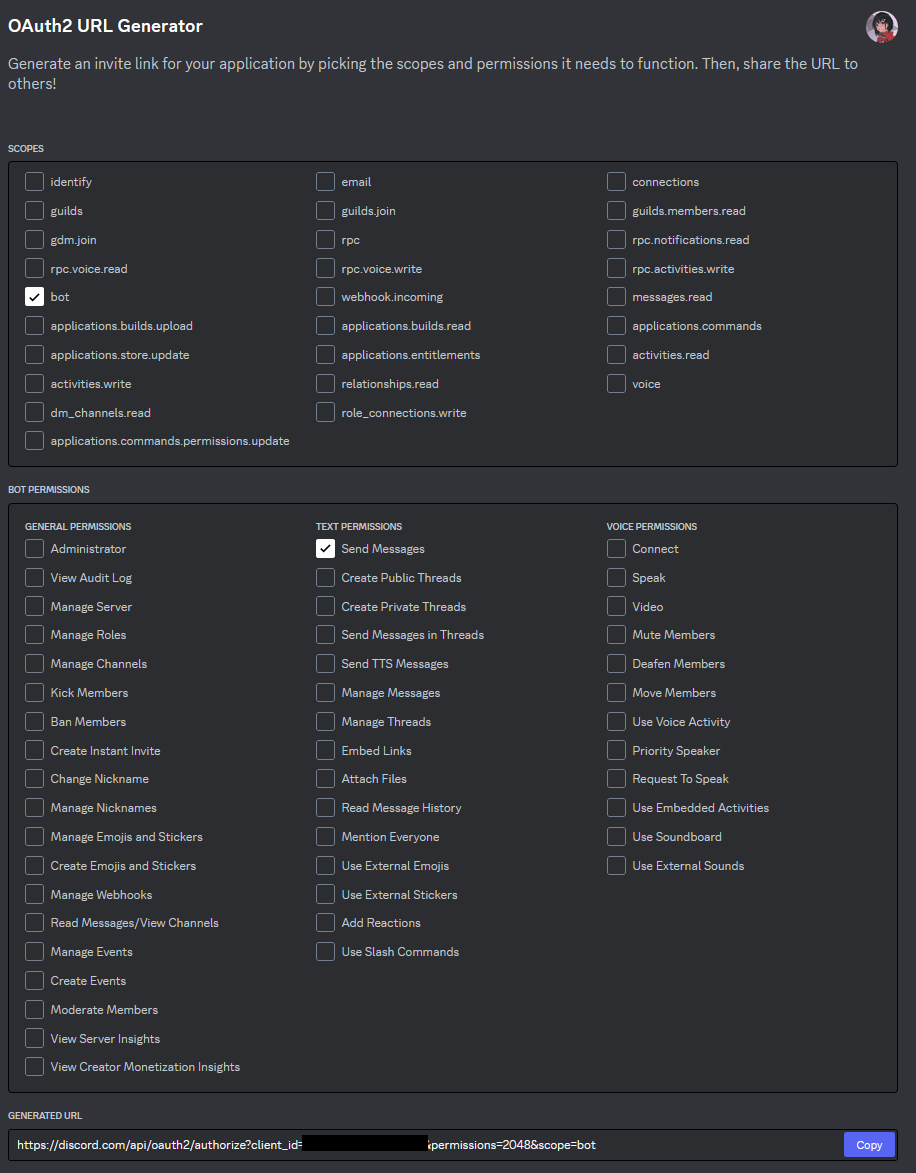 OAuth2 URL Generator
Generate an invite link for your application by picking the scopes and permissions it needs to function. Then, share the URL to
others!
SCOPES
identify email connections
guilds guilds.join guilds.members.read
gdm.join rpc rpc.notifications.read
rpc.voice.read rpc.voice.write rpc.activities.write
bot webhook.incoming messages.read
applications.builds.upload applications.builds.read applications.commands
applications.store.update applications.entitlements activities.read
activities.write relationships.read voice
dm_channels.read role_connections.write
applications.commands.permissions.update
BOT PERMISSIONS
GENERAL PERMISSIONS
Administrator
View Audit Log
Manage Server
Manage Roles
Manage Channels
Kick Members
Ban Members
Create Instant Invite
Change Nickname
Manage Nicknames
Manage Emojis and Stickers
Create Emojis and Stickers
Manage Webhooks
Read Messages/View Channels
Manage Events
Create Events
Moderate Members
View Server Insights
View Creator Monetization Insights
TEXT PERMISSIONS
Send Messages
Create Public Threads
Create Private Threads
Send Messages in Threads
Send TTS Messages
Manage Messages
Manage Threads
Embed Links
Attach Files
Read Message History
Mention Everyone
Use External Emojis
Use External Stickers
Add Reactions
Use Slash Commands
VOICE PERMISSIONS
Connect
Speak
Video
Mute Members
Deafen Members
Move Members
Use Voice Activity
Priority Speaker
Request To Speak
Use Embedded Activities
Use Soundboard
Use External Sounds
GENERATED URL
https://discord.com/api/oauth2/authorize?client_id= &permissions=2048&scope=bot
Copy